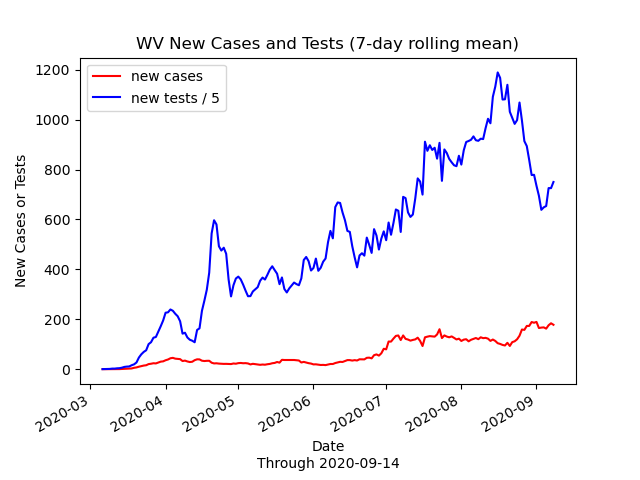 WV New Cases and Tests (7-day rolling mean)
new cases
new tests / 5
New Cases or Tests
1200
1000
800
600
400
200
0
2020-03
2020-04
2020-05
2020-06
2020-07
2020-08
2020-09
Date
Through 2020-09-14